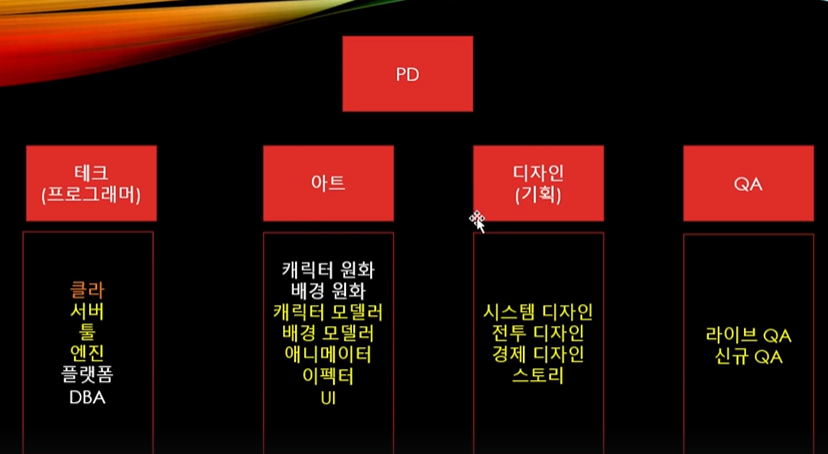 PD
테크
(프로그래머)
클라
서버
툴
엔진
플랫폼
DBA
아트
캐릭터 원화
배경 원화
캐릭터 모델러
배경 모델러
애니메이터
이펙터
UI
디자인
(기획)
시스템 디자인
전투 디자인
경제 디자인
스토리
QA
라이브 QA
신규 QA